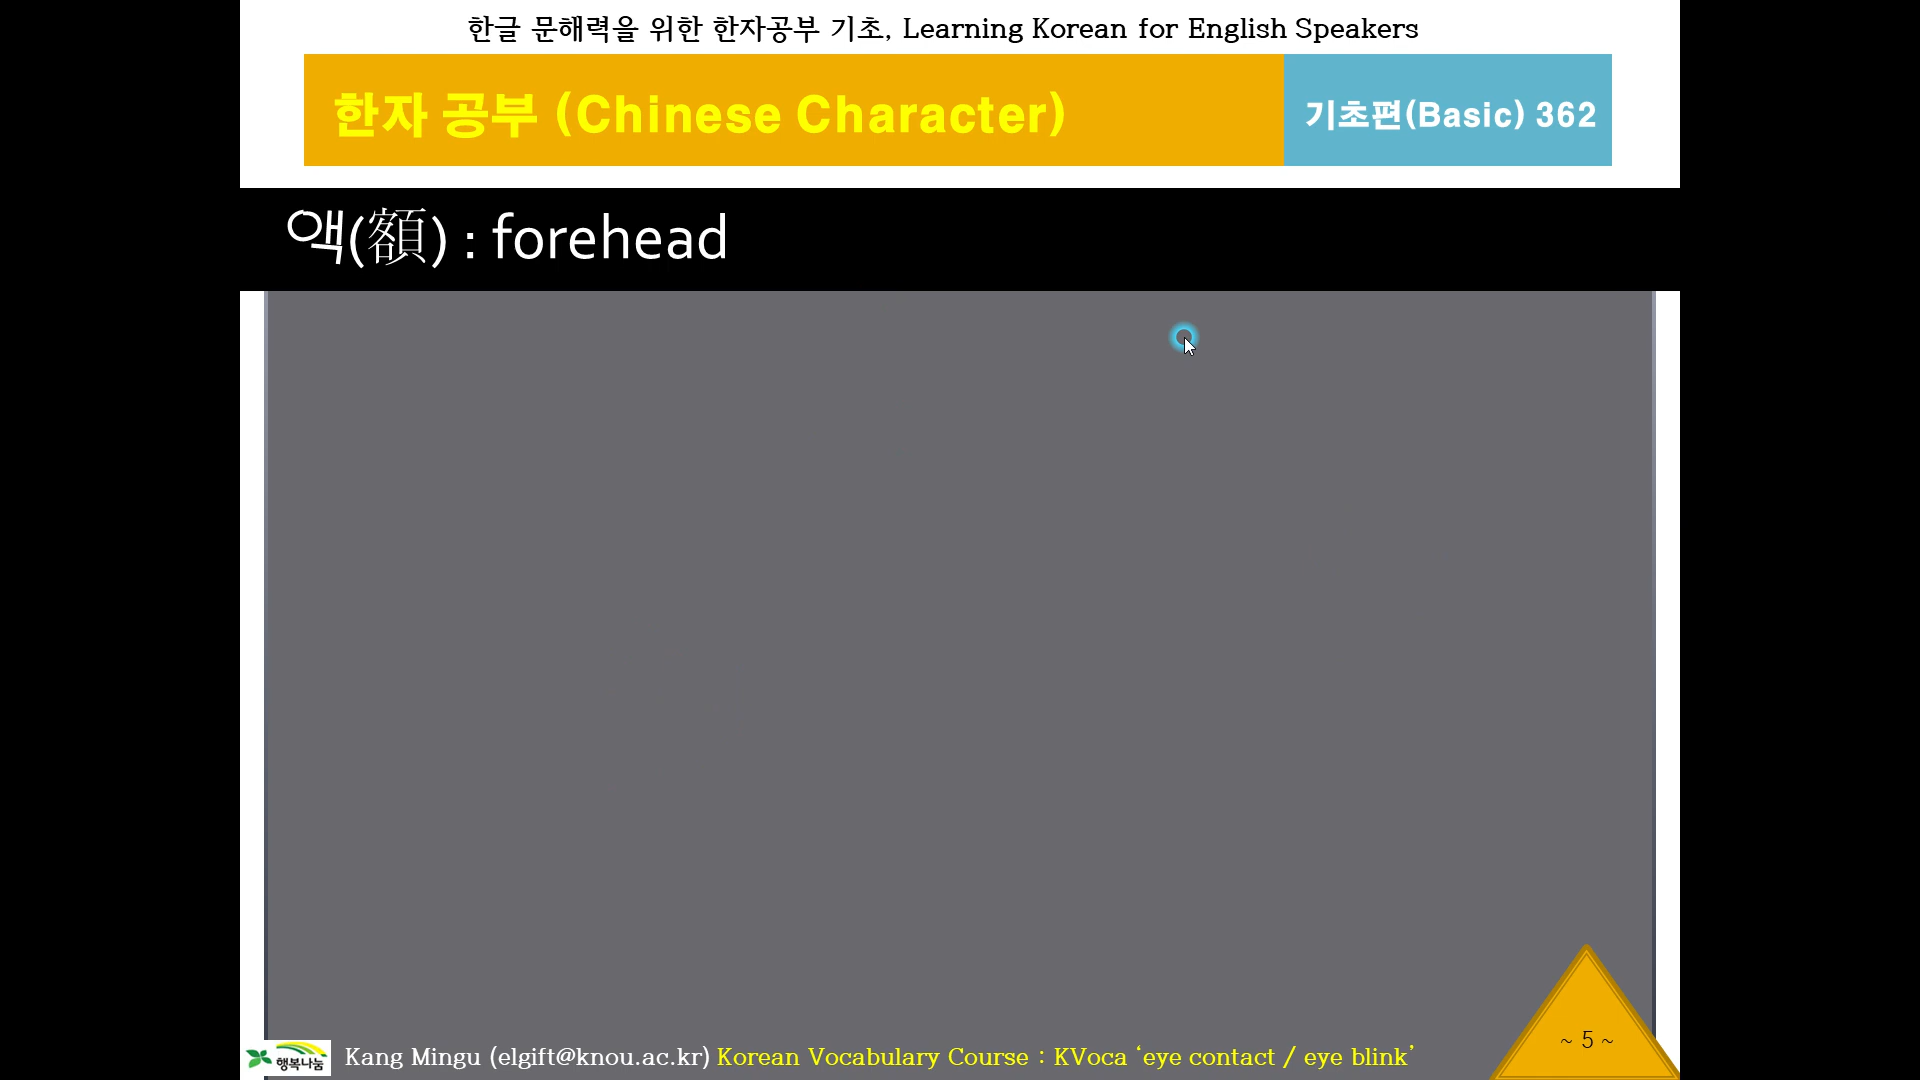 한글 문해력을 위한 한자공부 기초, Learning Korean for English Speakers
한자 공부 (Chinese Character)
기초편(Basic) 362
액(額) : forehead
~ 5 ~
행복나눔
Kang Mingu (elgift@knou.ac.kr) Korean Vocabulary Course : KVoca ‘eye contact / eye blink’